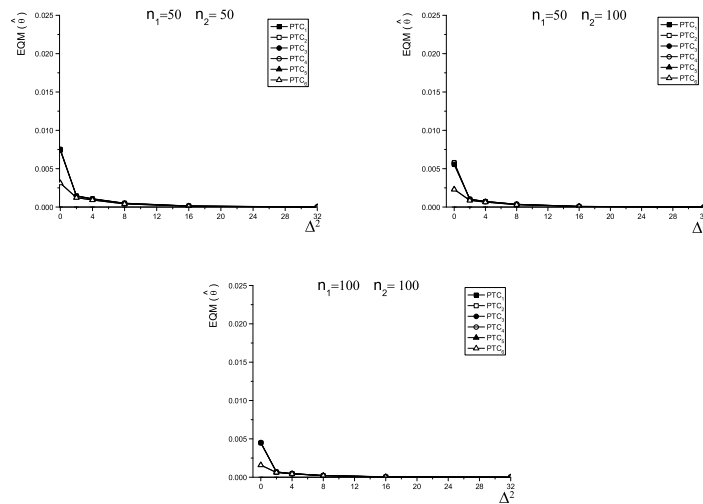 n₁=50 n₂= 50
EQM ( θ̂ )
0.025
0.020
0.015
0.010
0.005
0.000
0 4 8 12 16 20 24 28 32
Δ²
PTC₁
PTC₂
PTC₃
PTC₄
PTC₅
PTC₆
n₁=50 n₂= 100
EQM ( θ̂ )
0.025
0.020
0.015
0.010
0.005
0.000
0 4 8 12 16 20 24 28 32
Δ²
PTC₁
PTC₂
PTC₃
PTC₄
PTC₅
PTC₆
n₁=100 n₂= 100
EQM ( θ̂ )
0.025
0.020
0.015
0.010
0.005
0.000
0 4 8 12 16 20 24 28 32
Δ²
PTC₁
PTC₂
PTC₃
PTC₄
PTC₅
PTC₆